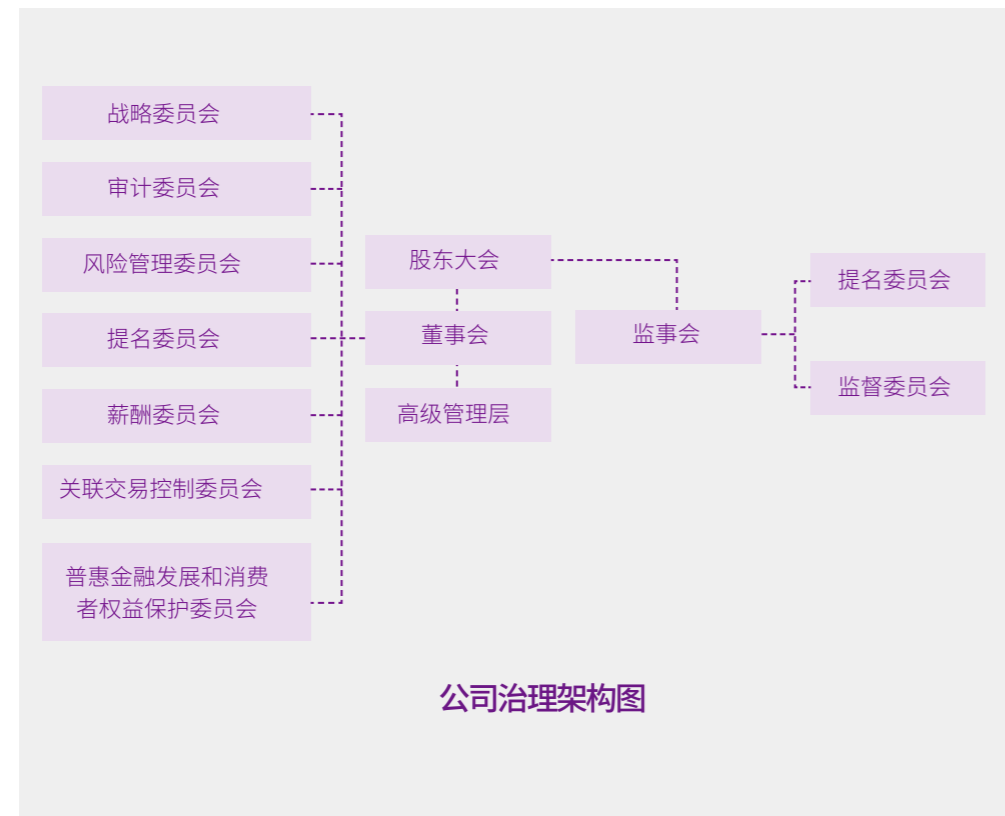 战略委员会
审计委员会
风险管理委员会
提名委员会
薪酬委员会
关联交易控制委员会
普惠金融发展和消费
者权益保护委员会
股东大会
董事会
高级管理层
监事会
提名委员会
监督委员会
公司治理架构图